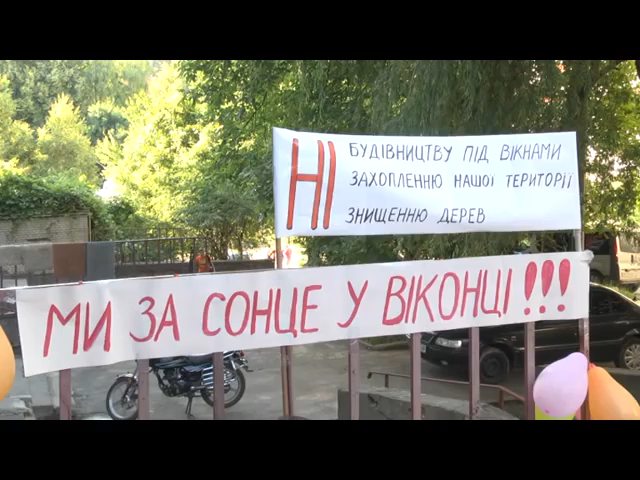 НІ
БУДІВНИЦТВУ ПІД ВІКНАМИ
ЗАХОПЛЕННЮ НАШОЇ ТЕРИТОРІЇ
ЗНИЩЕННЮ ДЕРЕВ
МИ ЗА СОНЦЕ У ВІКОНЦІ!!!